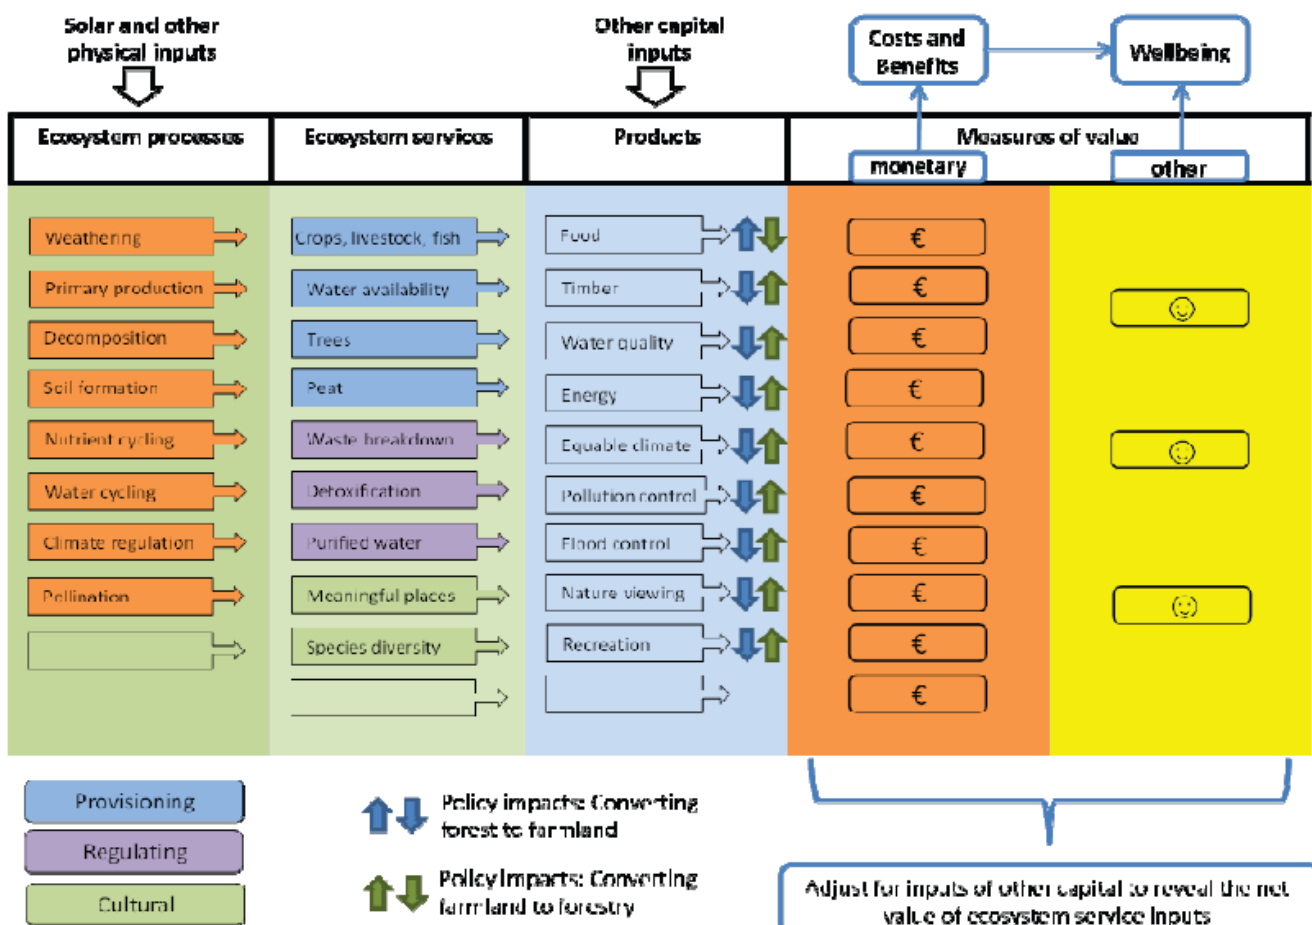 Solar and other
physical inputs
Other capital
inputs
Costs and
Benefits
Wellbeing
Ecosystem processes
Ecosystem services
Products
Measures of value
monetary
other
Weathering
Crops, livestock, fish
Food
€
Primary production
Water availability
Timber
€
Decomposition
Trees
Water quality
€
Soil formation
Peat
Energy
€
Nutrient cycling
Waste breakdown
Equable climate
€
Water cycling
Detoxification
Pollution control
€
Climate regulation
Purified water
Flood control
€
Pollination
Meaningful places
Nature viewing
€
Species diversity
Recreation
€
€
Provisioning
Regulating
Cultural
Policy impacts: Converting
forest to farmland
Policy impacts: Converting
farmland to forestry
Adjust for inputs of other capital to reveal the net
value of ecosystem service inputs